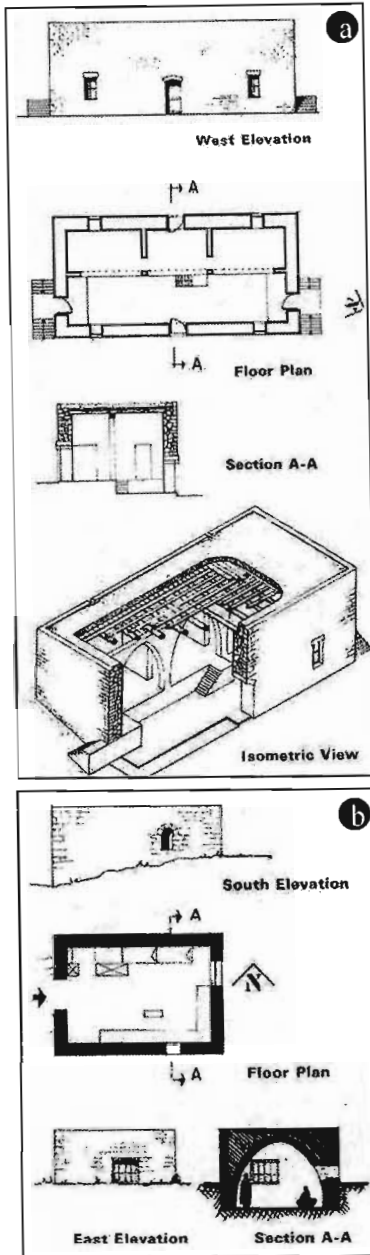 a
West Elevation
A
A
Floor Plan
Section A-A
Isometric View
b
South Elevation
A
N
A
Floor Plan
East Elevation
Section A-A